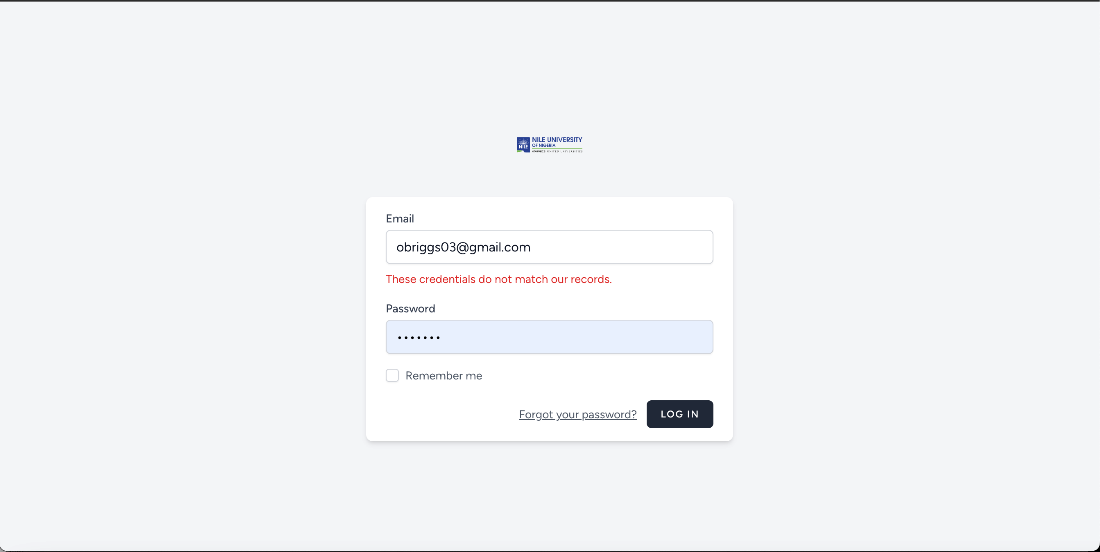 NILE UNIVERSITY
OF NIGERIA
NILE
Email
obriggs03@gmail.com
These credentials do not match our records.
Password
•••••••
Remember me
Forgot your password?
LOG IN